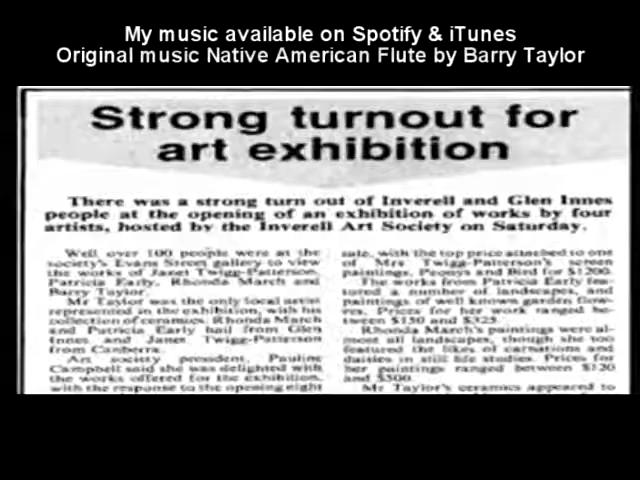 My music available on Spotify & iTunes
Original music Native American Flute by Barry Taylor
Strong turnout for
art exhibition
There was a strong turn out of Inverell and Glen Innes
people at the opening of an exhibition of works by four
artists, hosted by the Inverell Art Society on Saturday.
Well over 100 people were at the
society's Evans Street gallery to view
the works of Janet Twigg-Patterson,
Patricia Early, Rhonda March and
Barry Taylor.
Mr Taylor was the only local artist
represented in the exhibition, with his
collection of ceramics. Rhonda March
and Patricia Early hail from Glen
Innes and Janet Twigg-Patterson
from Canberra.
Art society president, Pauline
Campbell said she was delighted with
the works offered for the exhibition,
with the response to the opening eight
sale, with the top price attached to one
of Mrs Twigg-Patterson's screen
paintings, Peonys and Bird for $1200.
The works from Patricia Early fea-
tured a number of landscapes, and
paintings of well known garden flow-
ers. Prices for her work ranged be-
tween $150 and $325.
Rhonda March's paintings were al-
most all landscapes, though she too
featured the likes of carnations and
daisies in still life studies. Prices for
her paintings ranged between $120
and $500.
Mr Taylor's ceramics appeared to